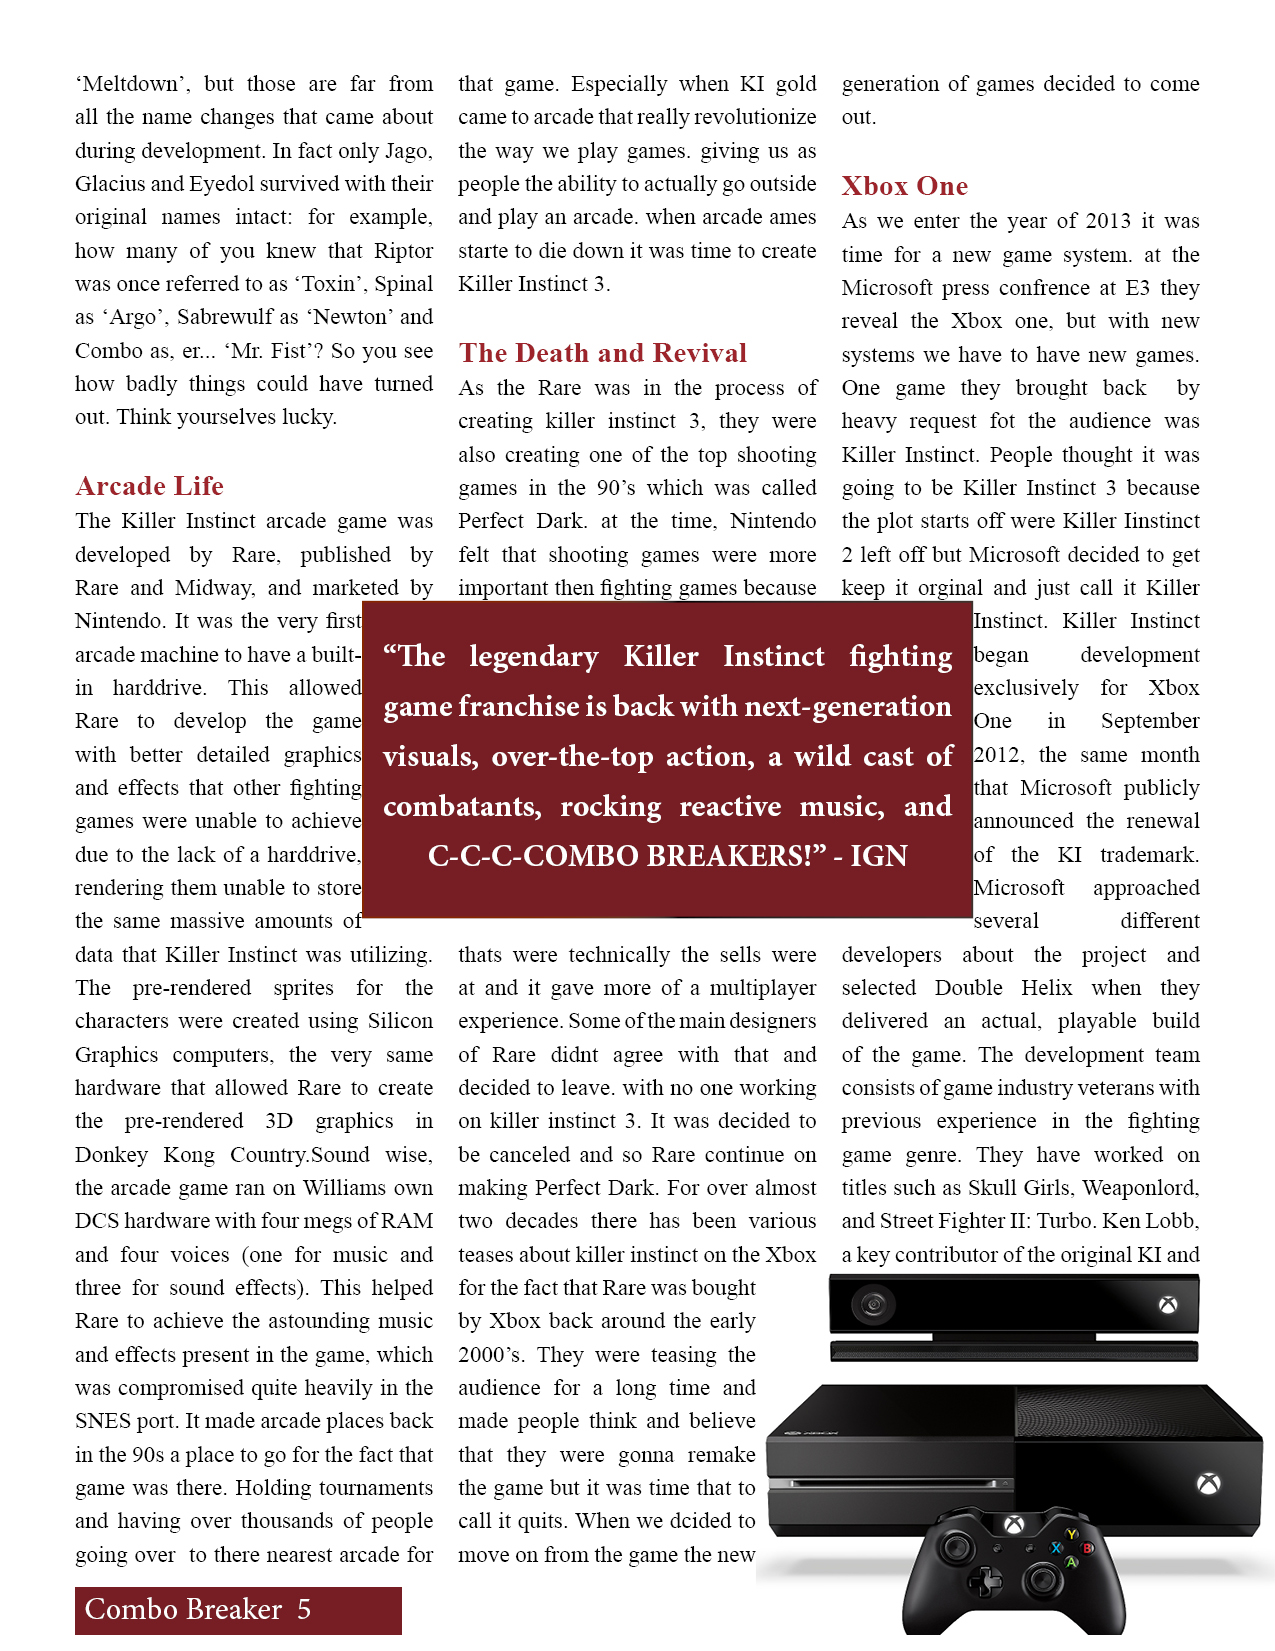 ‘Meltdown’, but those are far from
all the name changes that came about
during development. In fact only Jago,
Glacius and Eyedol survived with their
original names intact: for example,
how many of you knew that Riptor
was once referred to as ‘Toxin’, Spinal
as ‘Argo’, Sabrewulf as ‘Newton’ and
Combo as, er... ‘Mr. Fist’? So you see
how badly things could have turned
out. Think yourselves lucky.
Arcade Life
The Killer Instinct arcade game was
developed by Rare, published by
Rare and Midway, and marketed by
Nintendo. It was the very first
arcade machine to have a built-
in harddrive. This allowed
Rare to develop the game
with better detailed graphics
and effects that other fighting
games were unable to achieve
due to the lack of a harddrive,
rendering them unable to store
the same massive amounts of
data that Killer Instinct was utilizing.
The pre-rendered sprites for the
characters were created using Silicon
Graphics computers, the very same
hardware that allowed Rare to create
the pre-rendered 3D graphics in
Donkey Kong Country.Sound wise,
the arcade game ran on Williams own
DCS hardware with four megs of RAM
and four voices (one for music and
three for sound effects). This helped
Rare to achieve the astounding music
and effects present in the game, which
was compromised quite heavily in the
SNES port. It made arcade places back
in the 90s a place to go for the fact that
game was there. Holding tournaments
and having over thousands of people
going over to there nearest arcade for
that game. Especially when KI gold
came to arcade that really revolutionize
the way we play games. giving us as
people the ability to actually go outside
and play an arcade. when arcade ames
starte to die down it was time to create
Killer Instinct 3.
The Death and Revival
As the Rare was in the process of
creating killer instinct 3, they were
also creating one of the top shooting
games in the 90’s which was called
Perfect Dark. at the time, Nintendo
felt that shooting games were more
important then fighting games because
“The legendary Killer Instinct fighting
game franchise is back with next-generation
visuals, over-the-top action, a wild cast of
combatants, rocking reactive music, and
C-C-C-COMBO BREAKERS!” - IGN
thats were technically the sells were
at and it gave more of a multiplayer
experience. Some of the main designers
of Rare didnt agree with that and
decided to leave. with no one working
on killer instinct 3. It was decided to
be canceled and so Rare continue on
making Perfect Dark. For over almost
two decades there has been various
teases about killer instinct on the Xbox
for the fact that Rare was bought
by Xbox back around the early
2000’s. They were teasing the
audience for a long time and
made people think and believe
that they were gonna remake
the game but it was time that to
call it quits. When we dcided to
move on from the game the new
generation of games decided to come
out.
Xbox One
As we enter the year of 2013 it was
time for a new game system. at the
Microsoft press confrence at E3 they
reveal the Xbox one, but with new
systems we have to have new games.
One game they brought back by
heavy request fot the audience was
Killer Instinct. People thought it was
going to be Killer Instinct 3 because
the plot starts off were Killer Iinstinct
2 left off but Microsoft decided to get
keep it orginal and just call it Killer
Instinct. Killer Instinct
began development
exclusively for Xbox
One in September
2012, the same month
that Microsoft publicly
announced the renewal
of the KI trademark.
Microsoft approached
several different
developers about the project and
selected Double Helix when they
delivered an actual, playable build
of the game. The development team
consists of game industry veterans with
previous experience in the fighting
game genre. They have worked on
titles such as Skull Girls, Weaponlord,
and Street Fighter II: Turbo. Ken Lobb,
a key contributor of the original KI and
XBOX
Y
X B
A
Combo Breaker 5